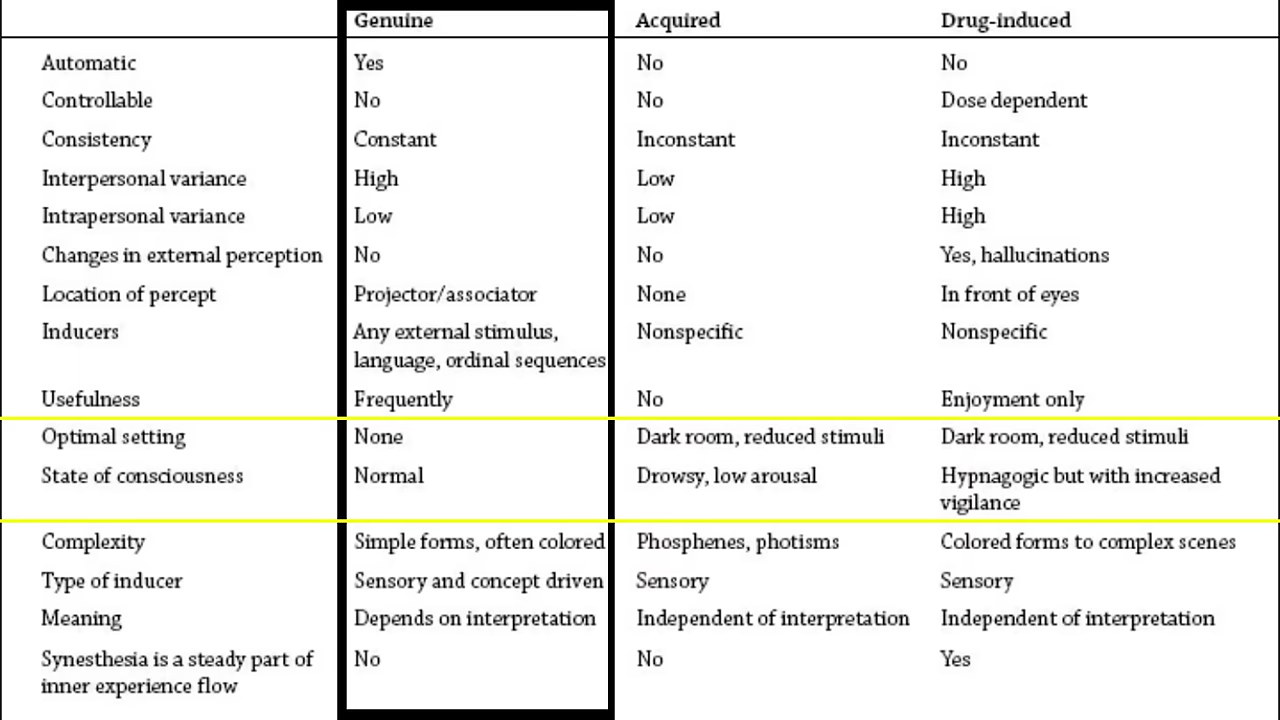 Genuine Acquired Drug-induced
Automatic Yes No No
Controllable No No Dose dependent
Consistency Constant Inconstant Inconstant
Interpersonal variance High Low High
Intrapersonal variance Low Low High
Changes in external perception No No Yes, hallucinations
Location of percept Projector/associator None In front of eyes
Inducers Any external stimulus, Nonspecific Nonspecific
language, ordinal sequences
Usefulness Frequently No Enjoyment only
Optimal setting None Dark room, reduced stimuli Dark room, reduced stimuli
State of consciousness Normal Drowsy, low arousal Hypnagogic but with increased
vigilance
Complexity Simple forms, often colored Phosphenes, photisms Colored forms to complex scenes
Type of inducer Sensory and concept driven Sensory Sensory
Meaning Depends on interpretation Independent of interpretation Independent of interpretation
Synesthesia is a steady part of No No Yes
inner experience flow